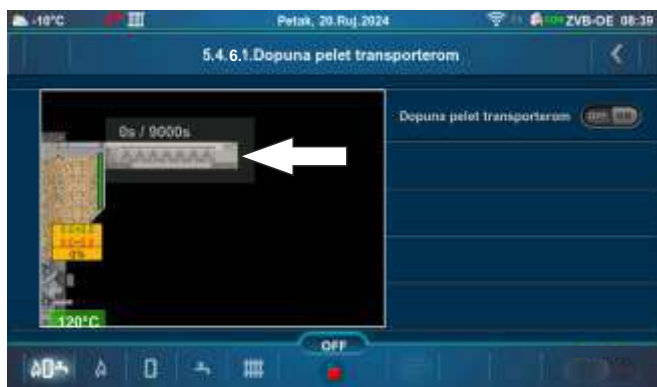 -10°C Petak, 20.Ruj.2024 ZVB-OE 08:39
5.4.6.1.Dopuna pelet transporterom
0s / 9000s
Dopuna pelet transporterom
0%
120°C
OFF